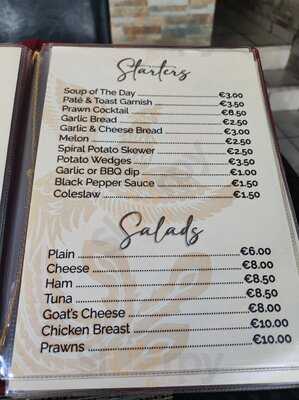 Starters
Soup of The Day €3.00
Paté & Toast Garnish €3.50
Prawn Cocktail €8.50
Garlic Bread €2.50
Garlic & Cheese Bread €3.00
Melon €2.50
Spiral Potato Skewer €2.50
Potato Wedges €3.50
Garlic or BBQ dip €1.00
Black Pepper Sauce €1.50
Coleslaw €1.50
Salads
Plain €6.00
Cheese €8.00
Ham €8.50
Tuna €8.50
Goat's Cheese €8.00
Chicken Breast €10.00
Prawns €10.00